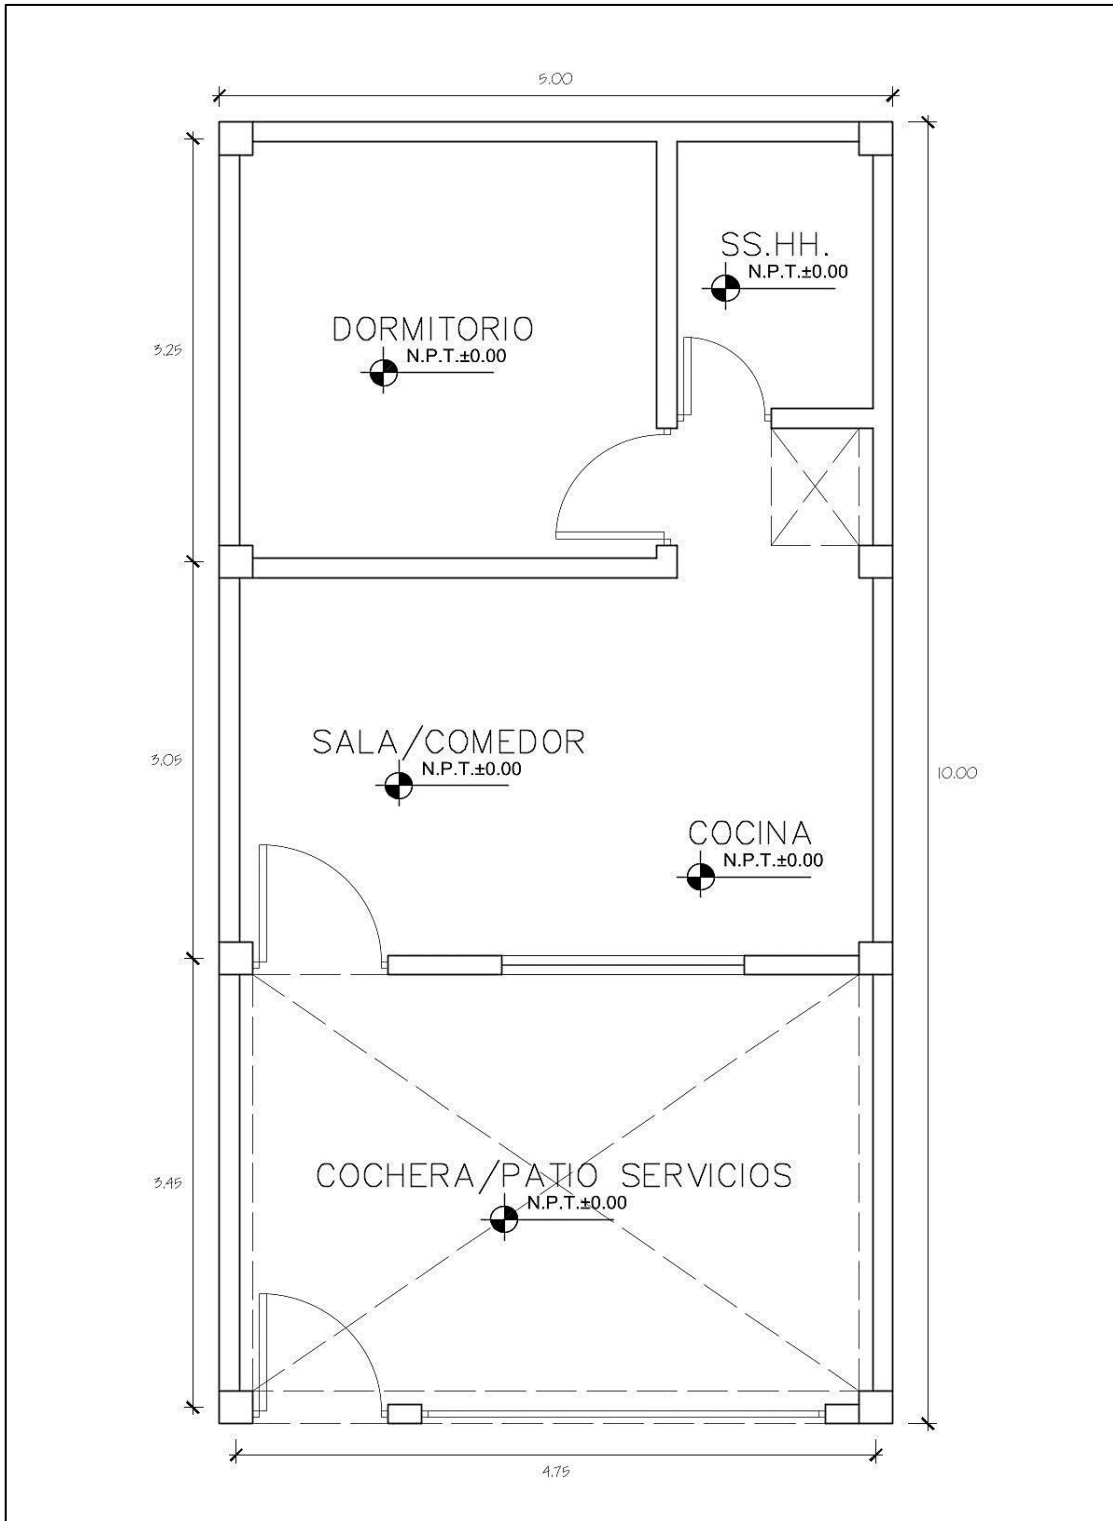 5.00
SS.HH.
N.P.T.±0.00
DORMITORIO
N.P.T.±0.00
3.25
SALA/COMEDOR
N.P.T.±0.00
3.05
10.00
COCINA
N.P.T.±0.00
COCHERA/PATIO SERVICIOS
N.P.T.±0.00
3.45
4.75